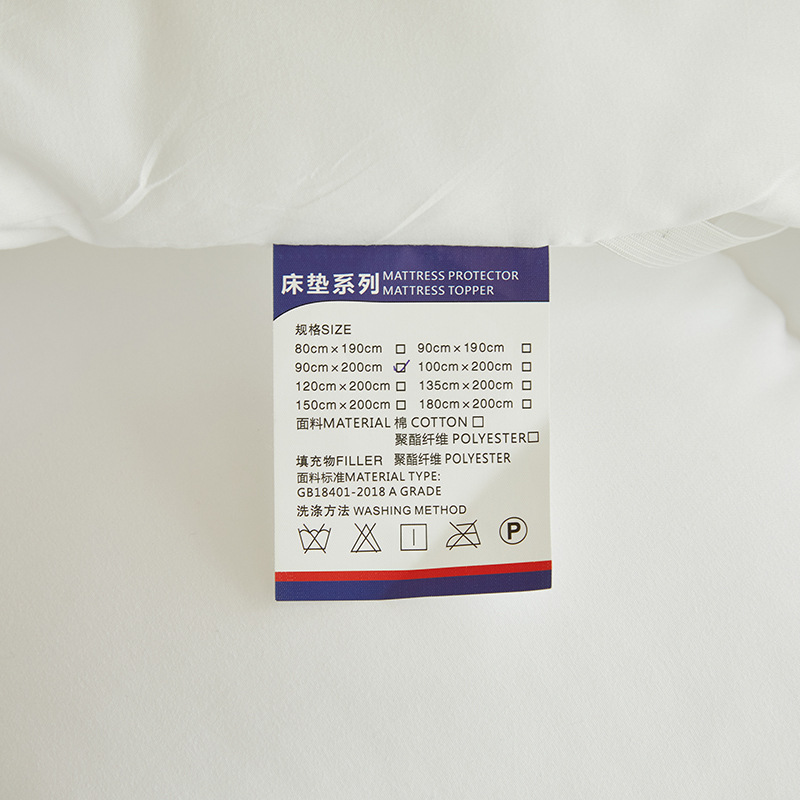 床垫系列 MATTRESS PROTECTOR
MATTRESS TOPPER
规格SIZE
80cm×190cm □ 90cm×190cm □
90cm×200cm ☑ 100cm×200cm □
120cm×200cm □ 135cm×200cm □
150cm×200cm □ 180cm×200cm □
面料MATERIAL 棉 COTTON □
聚酯纤维 POLYESTER □
填充物FILLER 聚酯纤维 POLYESTER
面料标准MATERIAL TYPE:
GB18401-2018 A GRADE
洗涤方法 WASHING METHOD
P